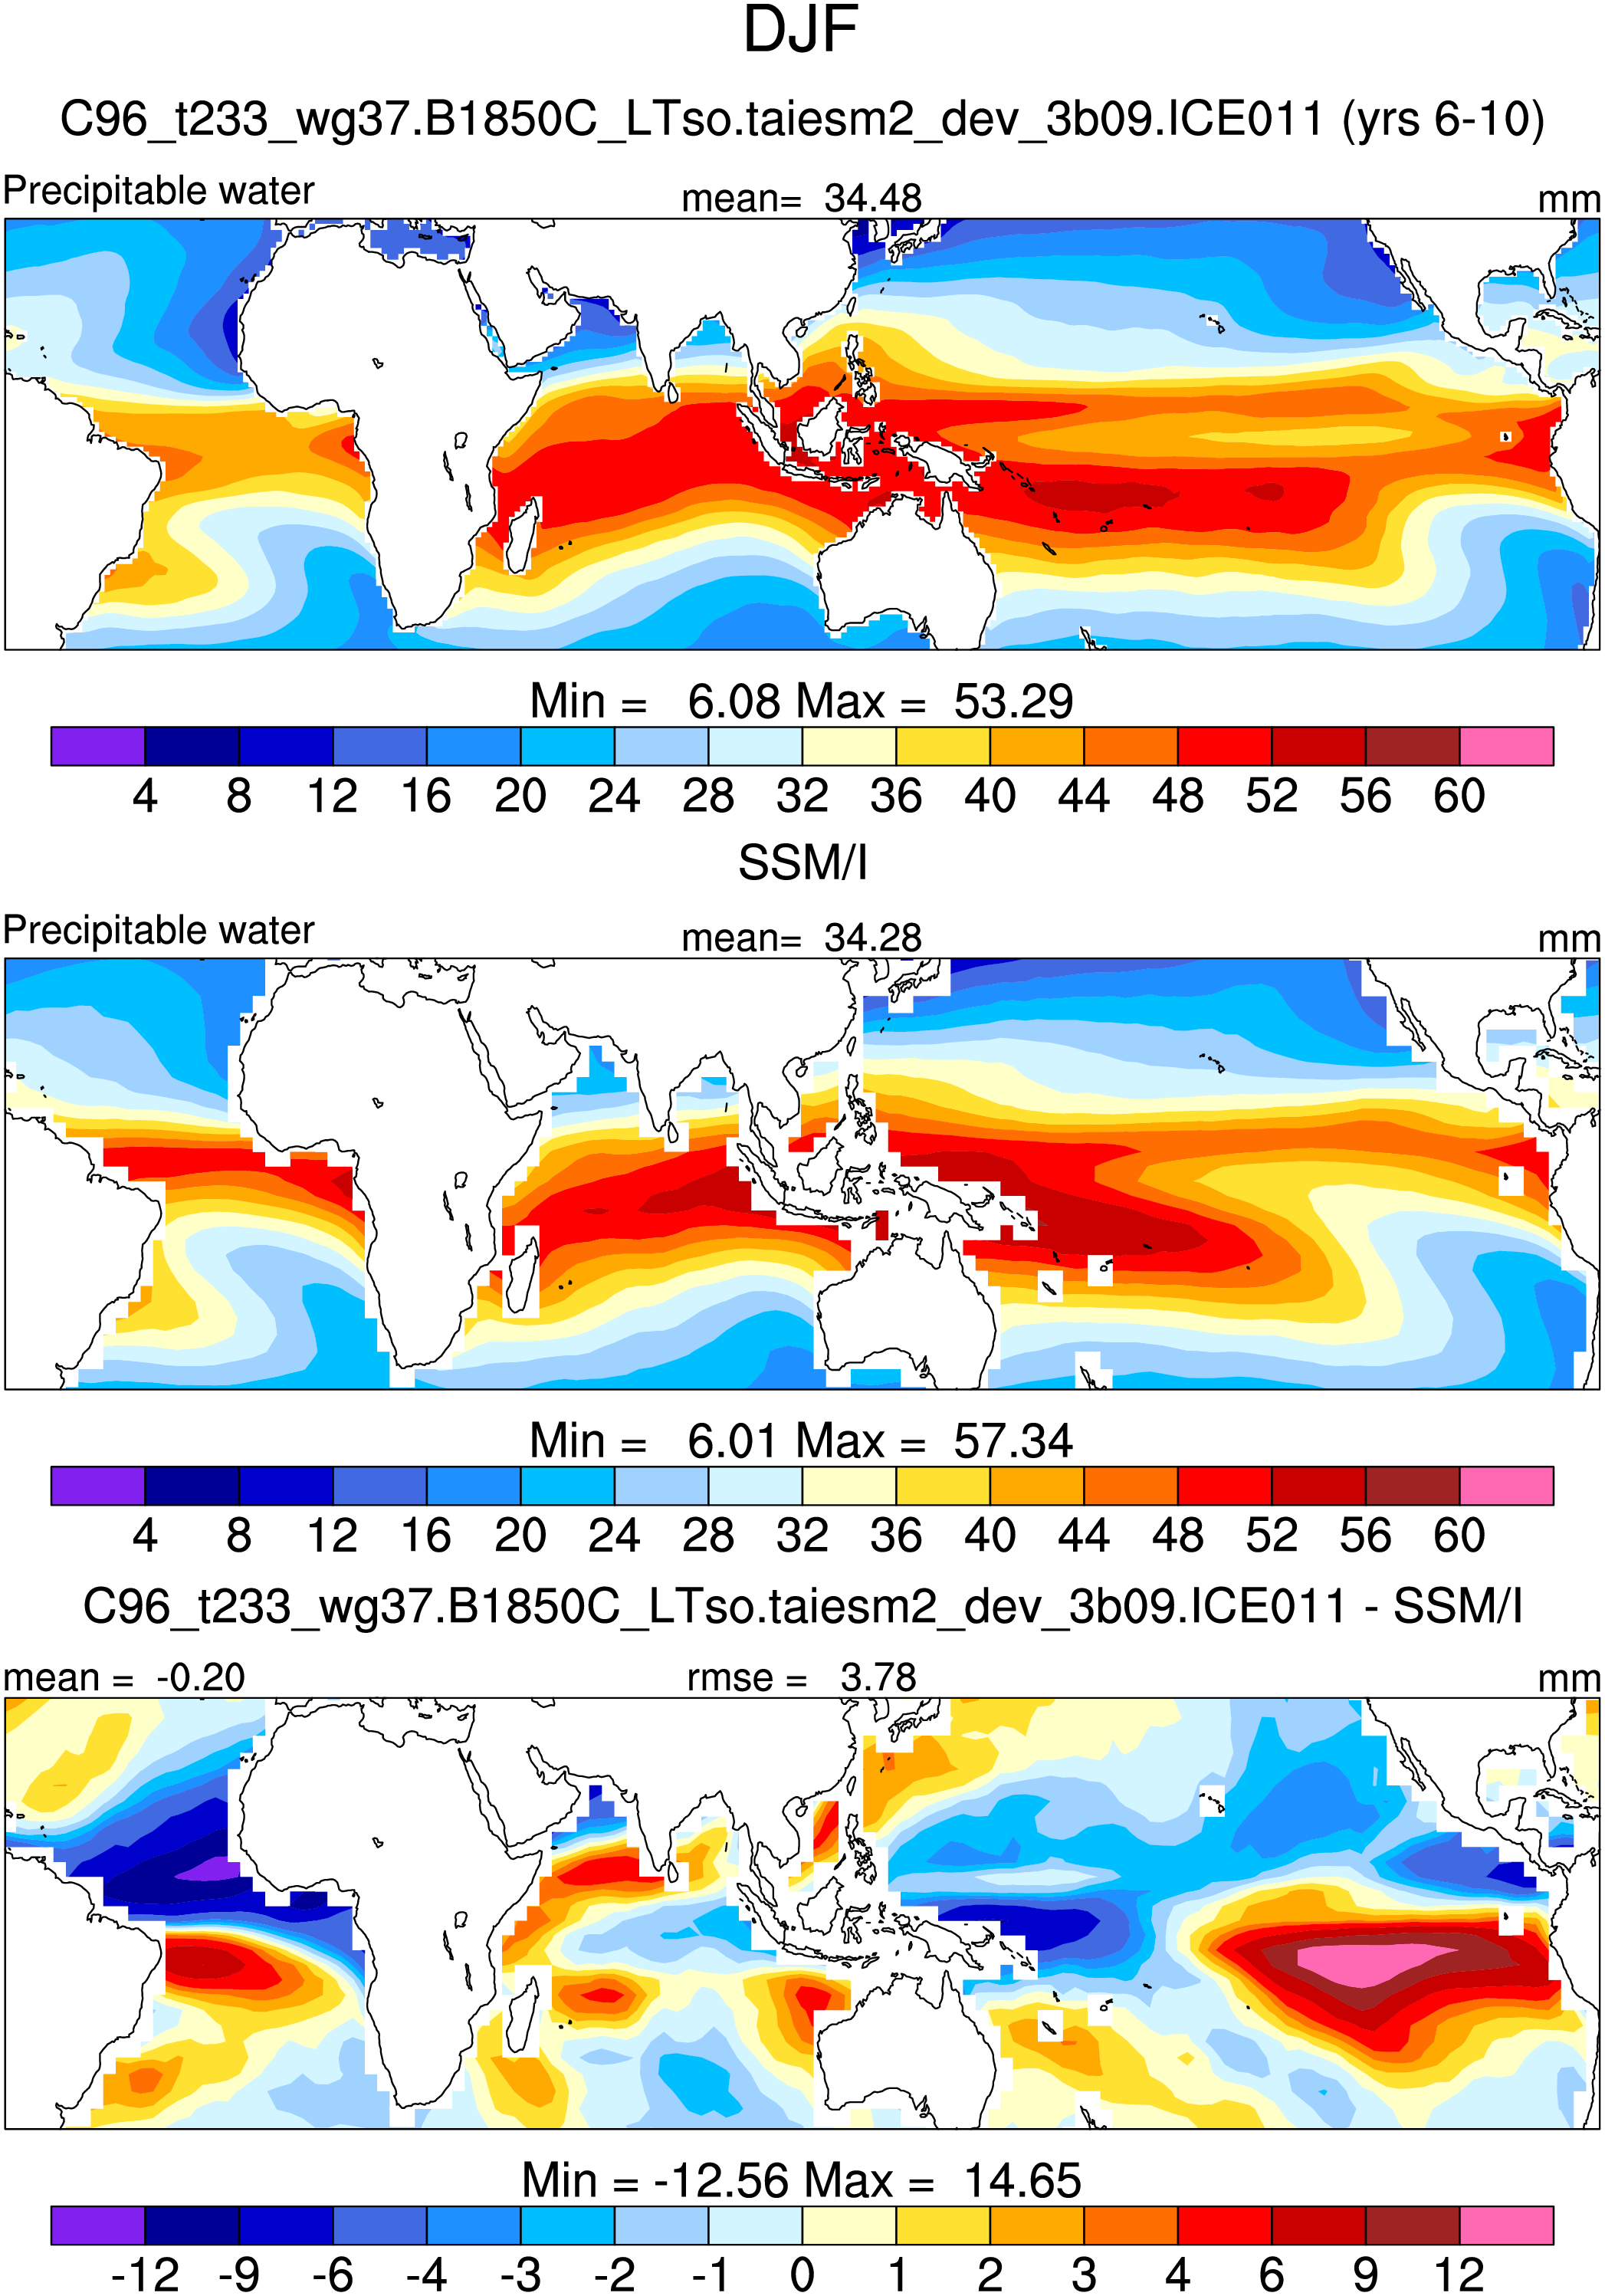 DJF
C96_t233_wg37.B1850C_LTso.taiesm2_dev_3b09.ICE011 (yrs 6-10)
Precipitable water mean= 34.48 mm
Min = 6.08 Max = 53.29
4 8 12 16 20 24 28 32 36 40 44 48 52 56 60
SSM/I
Precipitable water mean= 34.28 mm
Min = 6.01 Max = 57.34
4 8 12 16 20 24 28 32 36 40 44 48 52 56 60
C96_t233_wg37.B1850C_LTso.taiesm2_dev_3b09.ICE011 - SSM/I
mean = -0.20 rmse = 3.78 mm
Min = -12.56 Max = 14.65
-12 -9 -6 -4 -3 -2 -1 0 1 2 3 4 6 9 12